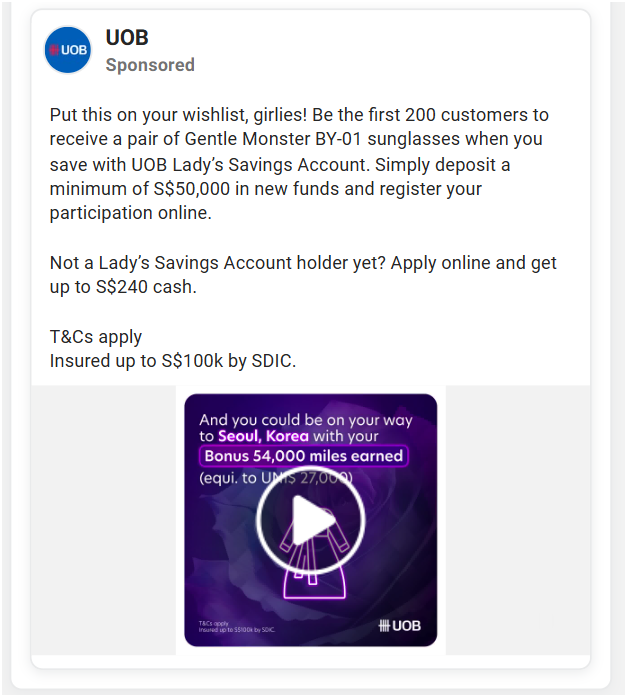 UOB
UOB
Sponsored
Put this on your wishlist, girlies! Be the first 200 customers to
receive a pair of Gentle Monster BY-01 sunglasses when you
save with UOB Lady’s Savings Account. Simply deposit a
minimum of S$50,000 in new funds and register your
participation online.
Not a Lady’s Savings Account holder yet? Apply online and get
up to S$240 cash.
T&Cs apply
Insured up to S$100k by SDIC.
And you could be on your way
to Seoul, Korea with your
Bonus 54,000 miles earned
(equi. to UNI$ 27,000)
T&Cs apply
Insured up to S$100k by SDIC.
UOB